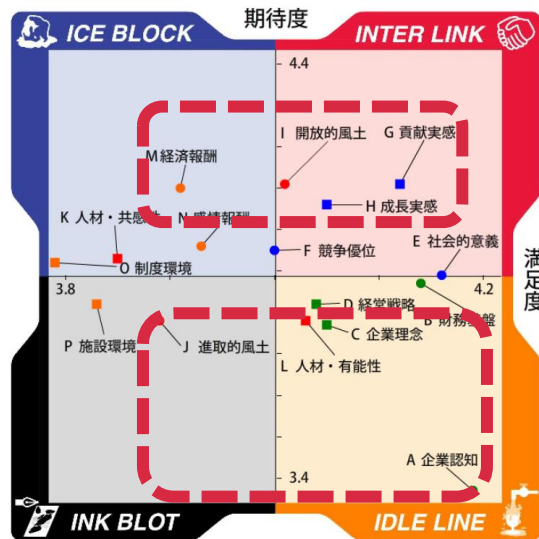 ICE BLOCK
期待度
INTER LINK
4.4
I 開放的風土
G 貢献実感
M 経済報酬
H 成長実感
K 人材・共感性
N 感情報酬
E 社会的意義
F 競争優位
O 制度環境
満足度
3.8
4.2
D 経営戦略
B 財務基盤
P 施設環境
J 進取的風土
C 企業理念
L 人材・有能性
A 企業認知
3.4
INK BLOT
IDLE LINE